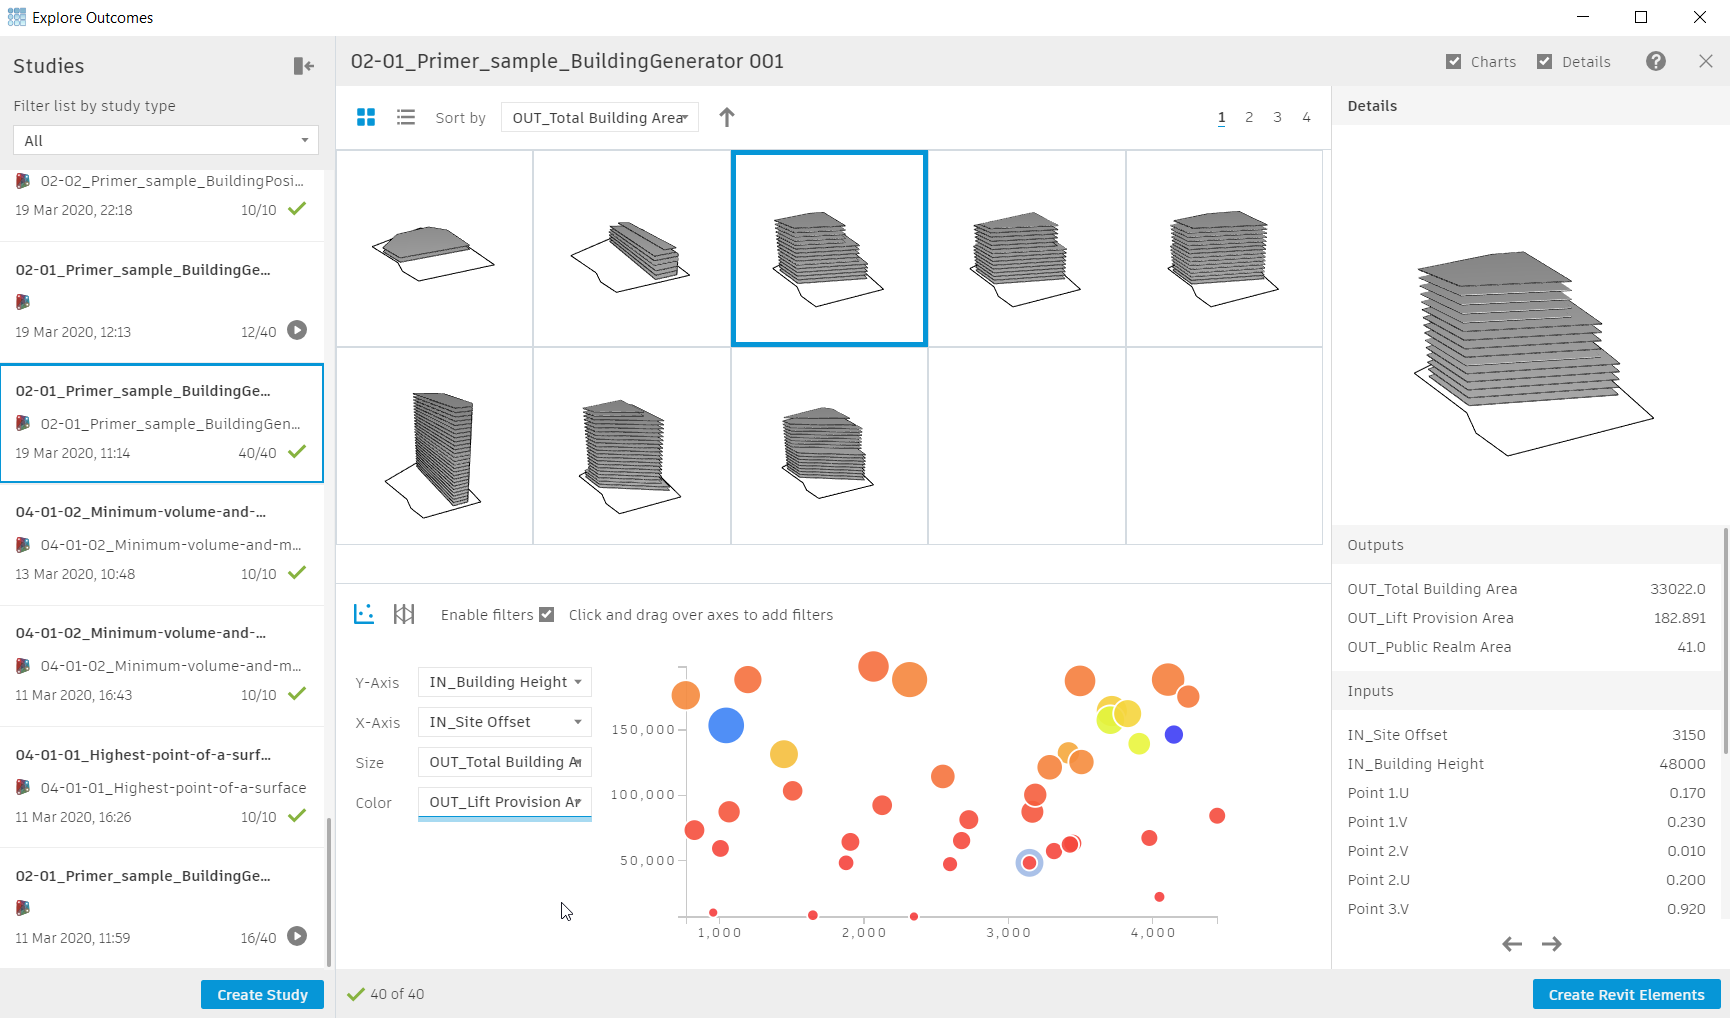 Explore Outcomes
Studies
Filter list by study type
All
02-02_Primer_sample_BuildingPosi...
19 Mar 2020, 22:18 10/10
02-01_Primer_sample_BuildingGe...
19 Mar 2020, 12:13 12/40
02-01_Primer_sample_BuildingGe...
02-01_Primer_sample_BuildingGen...
19 Mar 2020, 11:14 40/40
04-01-02_Minimum-volume-and-...
04-01-02_Minimum-volume-and-m...
13 Mar 2020, 10:48 10/10
04-01-02_Minimum-volume-and-...
04-01-02_Minimum-volume-and-m...
11 Mar 2020, 16:43 10/10
04-01-01_Highest-point-of-a-surf...
04-01-01_Highest-point-of-a-surface
11 Mar 2020, 16:26 10/10
02-01_Primer_sample_BuildingGe...
11 Mar 2020, 11:59 16/40
Create Study
02-01_Primer_sample_BuildingGenerator 001
Charts Details ?
Sort by OUT_Total Building Area 1 2 3 4
Enable filters Click and drag over axes to add filters
Y-Axis IN_Building Height
X-Axis IN_Site Offset
Size OUT_Total Building Ar
Color OUT_Lift Provision Ar
150,000
100,000
50,000
1,000 2,000 3,000 4,000
40 of 40
Details
Outputs
OUT_Total Building Area 33022.0
OUT_Lift Provision Area 182.891
OUT_Public Realm Area 41.0
Inputs
IN_Site Offset 3150
IN_Building Height 48000
Point 1.U 0.170
Point 1.V 0.230
Point 2.V 0.010
Point 2.U 0.200
Point 3.V 0.920
Create Revit Elements